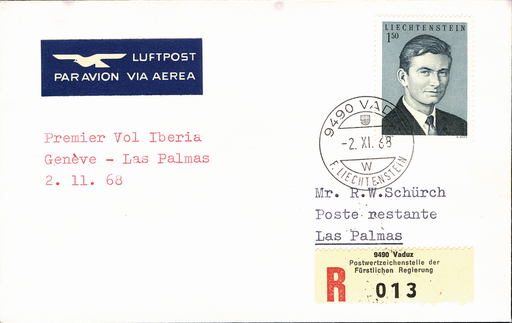 LUFTPOST
PAR AVION VIA AEREA
LIECHTENSTEIN
1.50
9490 VADUZ
-2. XI. 68
W
F. LIECHTENSTEIN
Premier Vol Iberia
Genève - Las Palmas
2. 11. 68
Mr. R.W.Schürch
Poste restante
Las Palmas
9490 Vaduz
Postwertzeichenstelle der
Fürstlichen Regierung
R 013